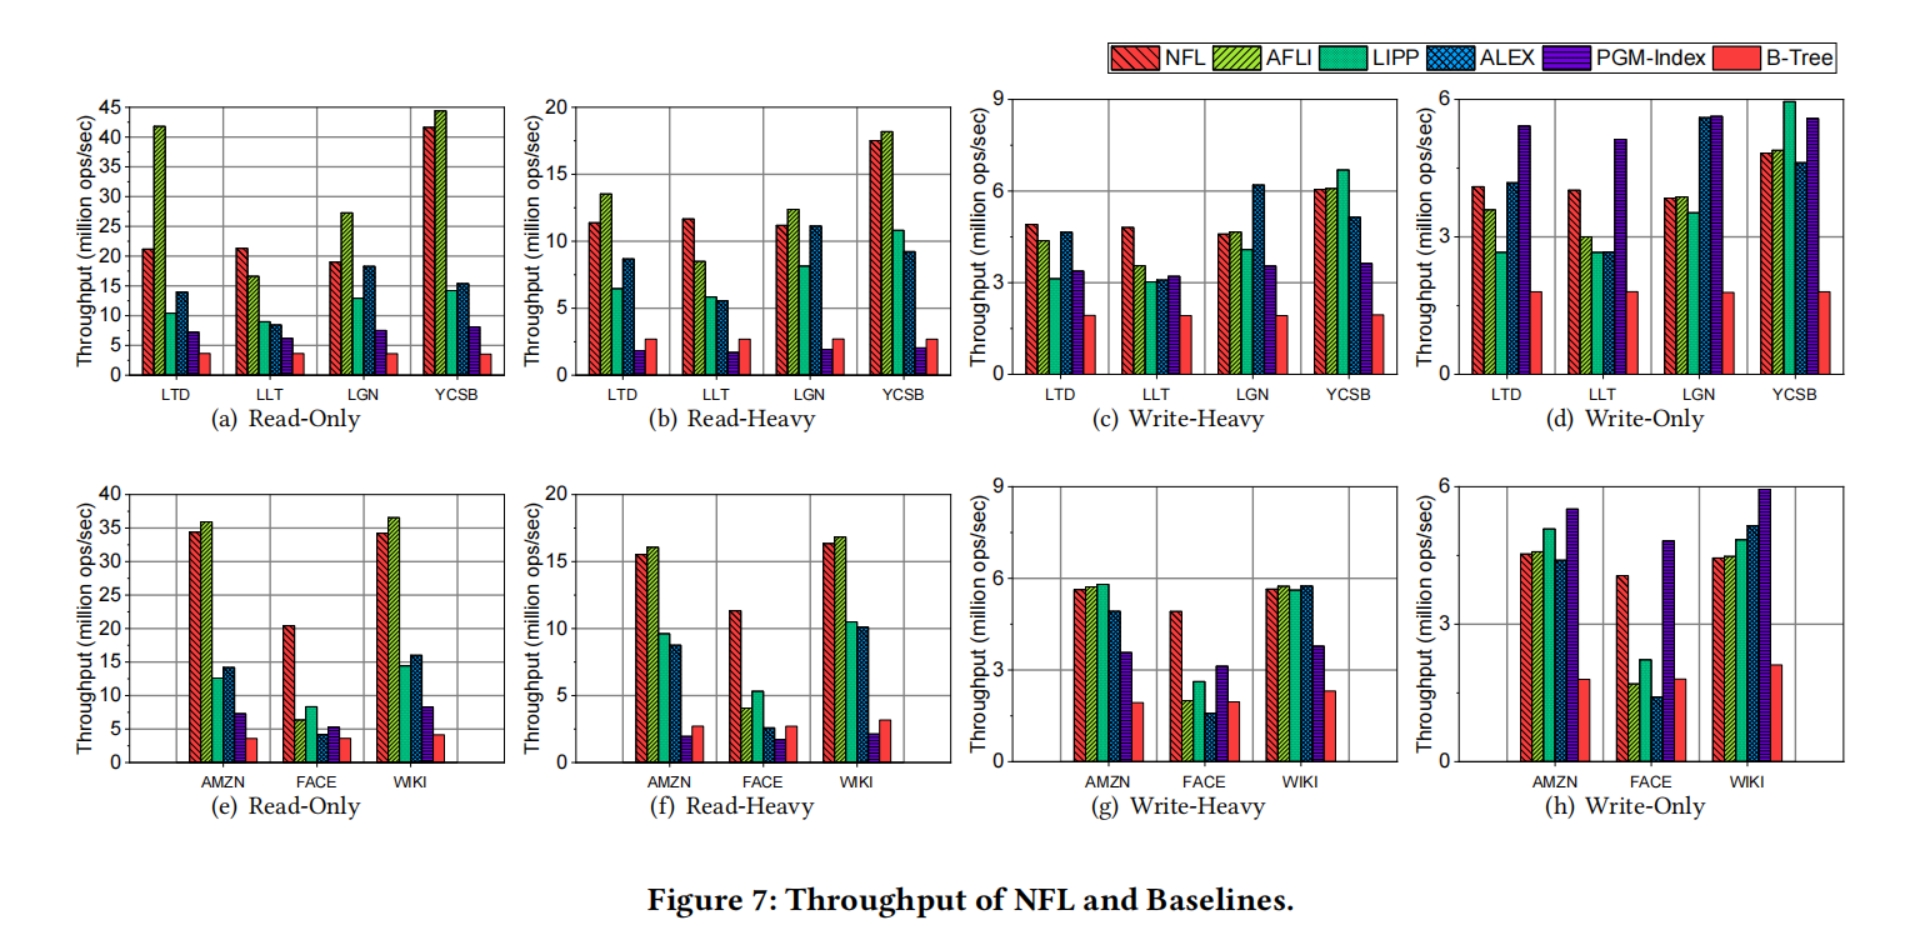 NFL AFLI LIPP ALEX PGM-Index B-Tree
Throughput (million ops/sec)
45
40
35
30
25
20
15
10
5
0
LTD LLT LGN YCSB
(a) Read-Only
Throughput (million ops/sec)
20
15
10
5
0
LTD LLT LGN YCSB
(b) Read-Heavy
Throughput (million ops/sec)
9
6
3
0
LTD LLT LGN YCSB
(c) Write-Heavy
Throughput (million ops/sec)
6
3
0
LTD LLT LGN YCSB
(d) Write-Only
Throughput (million ops/sec)
40
35
30
25
20
15
10
5
0
AMZN FACE WIKI
(e) Read-Only
Throughput (million ops/sec)
20
15
10
5
0
AMZN FACE WIKI
(f) Read-Heavy
Throughput (million ops/sec)
9
6
3
0
AMZN FACE WIKI
(g) Write-Heavy
Throughput (million ops/sec)
6
3
0
AMZN FACE WIKI
(h) Write-Only
Figure 7: Throughput of NFL and Baselines.